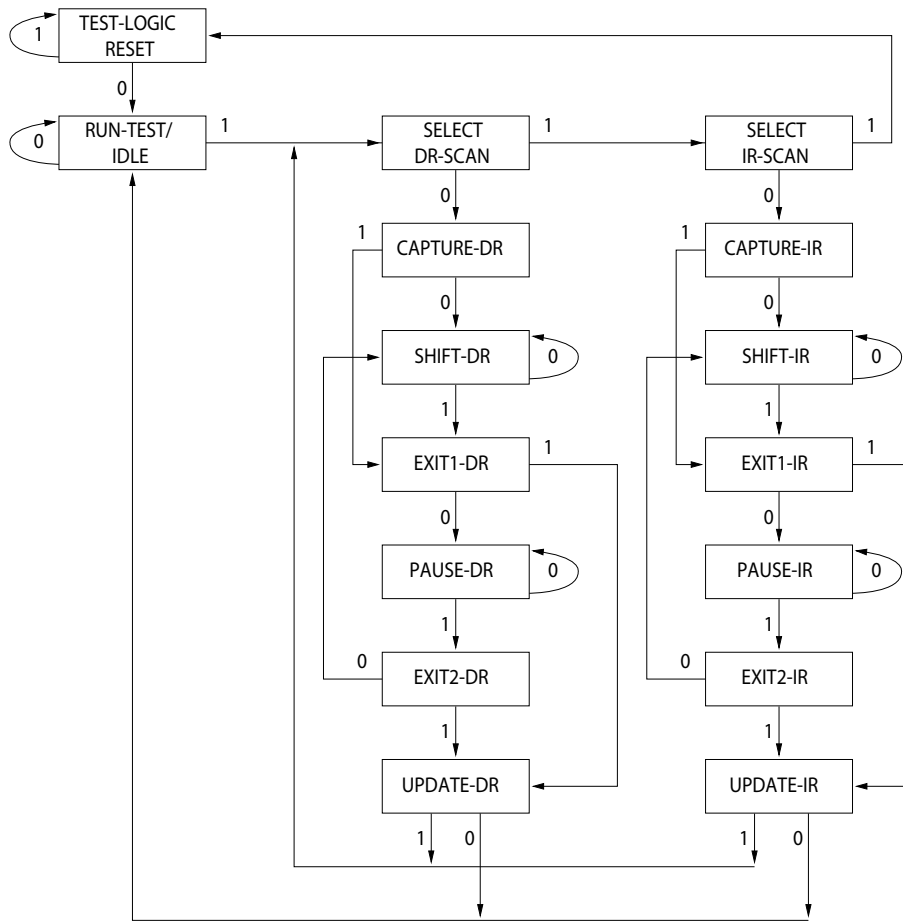 TEST-LOGIC
RESET
1
0
RUN-TEST/
IDLE
0
1
SELECT
DR-SCAN
1
SELECT
IR-SCAN
1
0
0
1
CAPTURE-DR
1
CAPTURE-IR
0
0
SHIFT-DR
0
SHIFT-IR
0
1
1
EXIT1-DR
1
EXIT1-IR
1
0
0
PAUSE-DR
0
PAUSE-IR
0
1
1
0
EXIT2-DR
0
EXIT2-IR
1
1
UPDATE-DR
UPDATE-IR
1
0
1
0